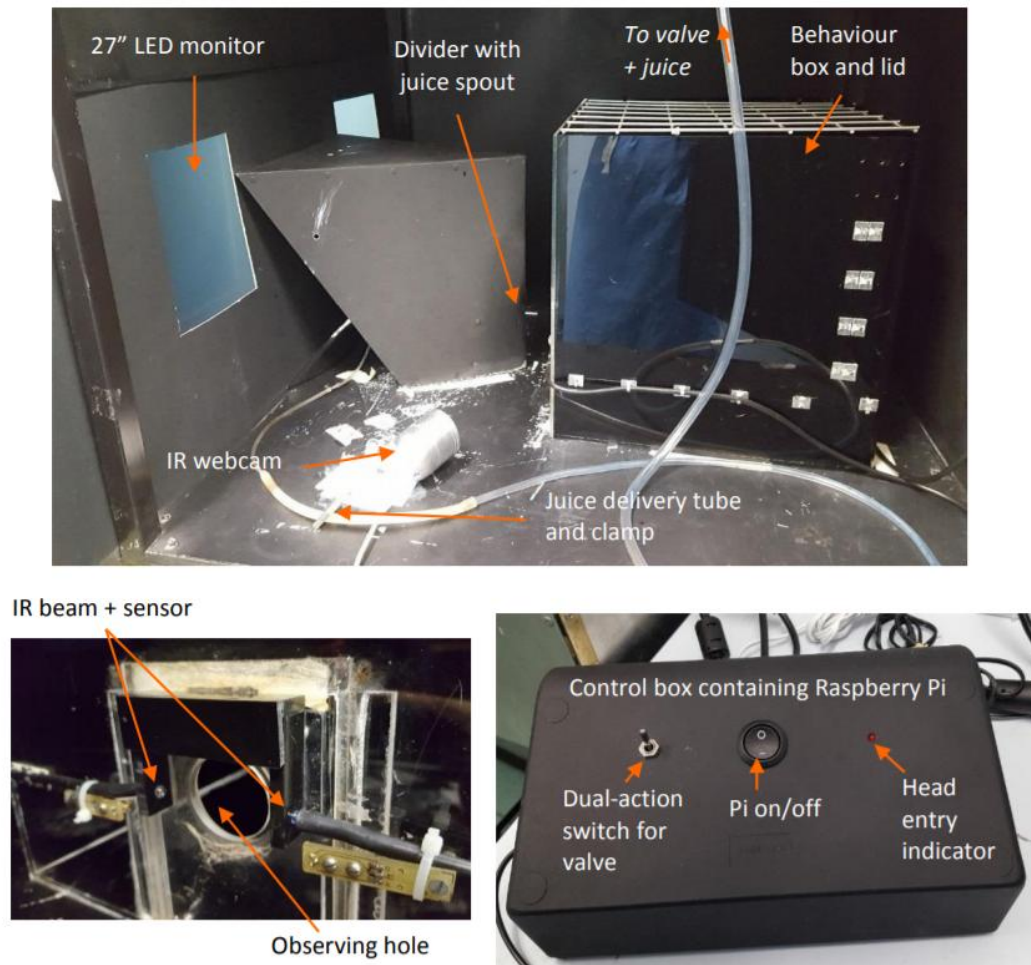 27” LED monitor
Divider with
juice spout
To valve
+ juice
Behaviour
box and lid
IR webcam
Juice delivery tube
and clamp
IR beam + sensor
Observing hole
Control box containing Raspberry Pi
Dual-action
switch for
valve
Pi on/off
Head
entry
indicator